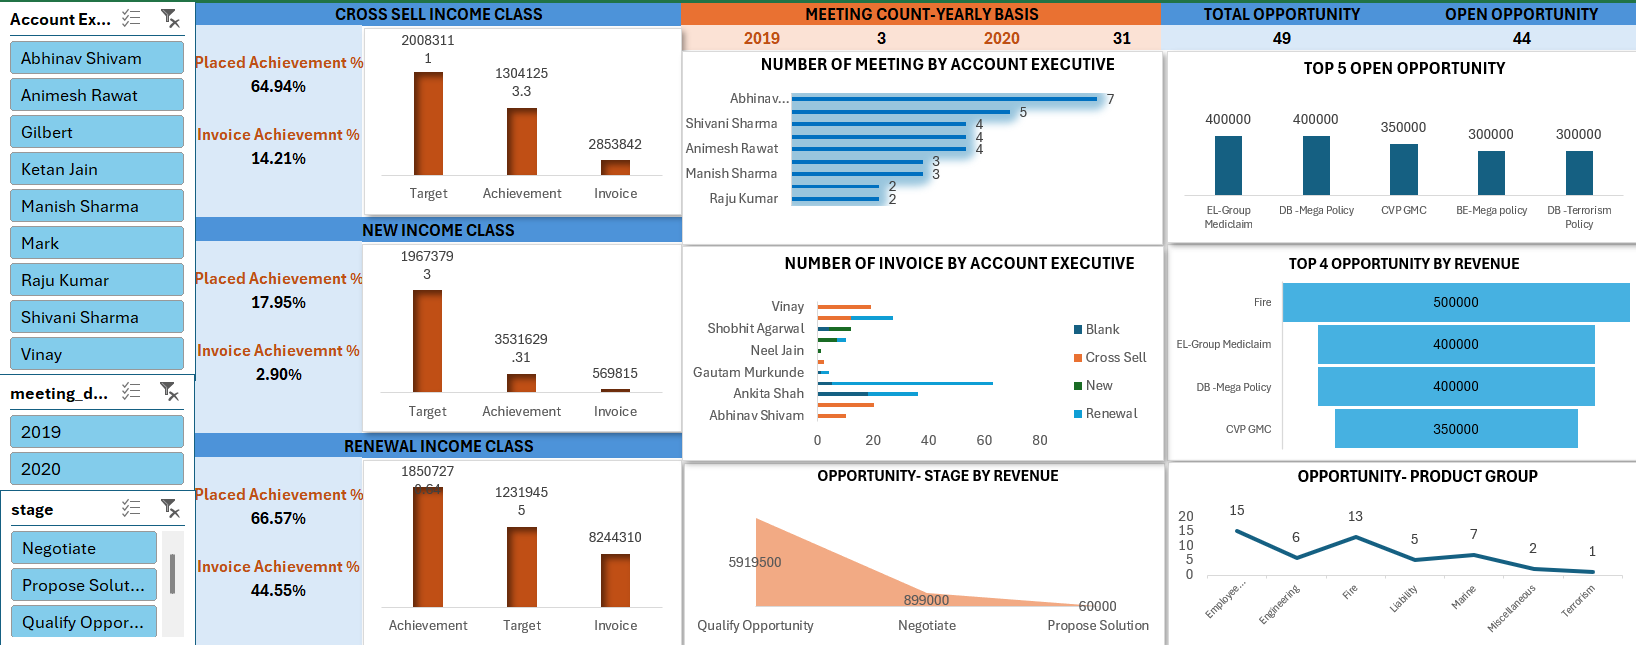 Account Ex...
Abhinav Shivam
Animesh Rawat
Gilbert
Ketan Jain
Manish Sharma
Mark
Raju Kumar
Shivani Sharma
Vinay
meeting_d...
2019
2020
stage
Negotiate
Propose Solut...
Qualify Oppor...
CROSS SELL INCOME CLASS
Placed Achievement %
64.94%
Invoice Achievemnt %
14.21%
2008311
1
1304125
3.3
2853842
Target Achievement Invoice
NEW INCOME CLASS
Placed Achievement %
17.95%
Invoice Achievemnt %
2.90%
1967379
3
3531629
.31
569815
Target Achievement Invoice
RENEWAL INCOME CLASS
Placed Achievement %
66.57%
Invoice Achievemnt %
44.55%
1850727
1231945
5
8244310
Achievement Target Invoice
MEETING COUNT-YEARLY BASIS
2019 3 2020 31
NUMBER OF MEETING BY ACCOUNT EXECUTIVE
Abhinav... 7
5
Shivani Sharma 4
4
Animesh Rawat 4
3
Manish Sharma 3
2
Raju Kumar 2
NUMBER OF INVOICE BY ACCOUNT EXECUTIVE
Vinay
Shobhit Agarwal
Neel Jain
Gautam Murkunde
Ankita Shah
Abhinav Shivam
0 20 40 60 80
Blank
Cross Sell
New
Renewal
OPPORTUNITY- STAGE BY REVENUE
5919500
899000
60000
Qualify Opportunity Negotiate Propose Solution
TOTAL OPPORTUNITY OPEN OPPORTUNITY
49 44
TOP 5 OPEN OPPORTUNITY
400000 400000 350000 300000 300000
EL-Group
Mediclaim
DB -Mega Policy
CVP GMC
BE-Mega policy
DB -Terrorism
Policy
TOP 4 OPPORTUNITY BY REVENUE
Fire 500000
EL-Group Mediclaim 400000
DB -Mega Policy 400000
CVP GMC 350000
OPPORTUNITY- PRODUCT GROUP
20
15
10
5
0
15 6 13 5 7 2 1
Employee...
Engineering
Fire
Liability
Marine
Miscellaneous
Terrorism